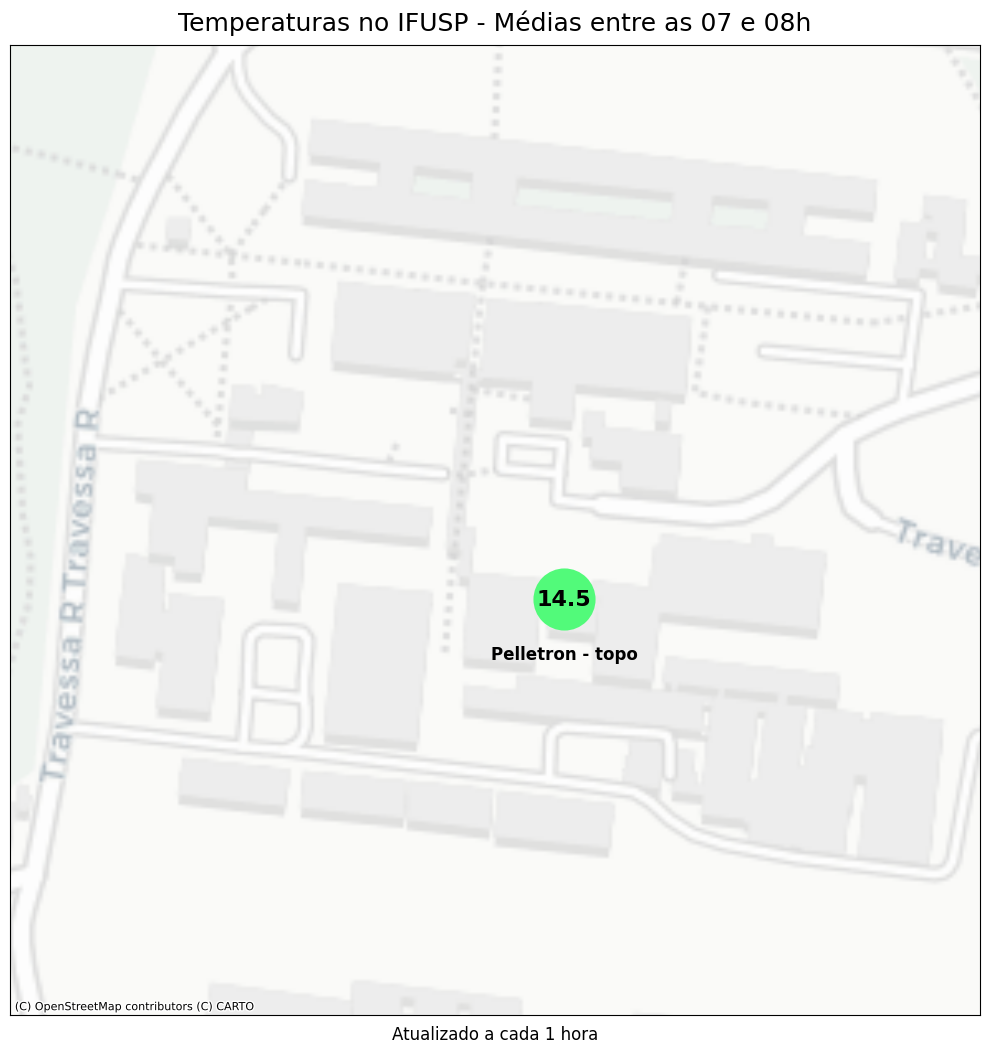 Temperaturas no IFUSP - Médias entre as 07 e 08h
Travessa R
Travessa R
Trave
14.5
Pelletron - topo
(C) OpenStreetMap contributors (C) CARTO
Atualizado a cada 1 hora